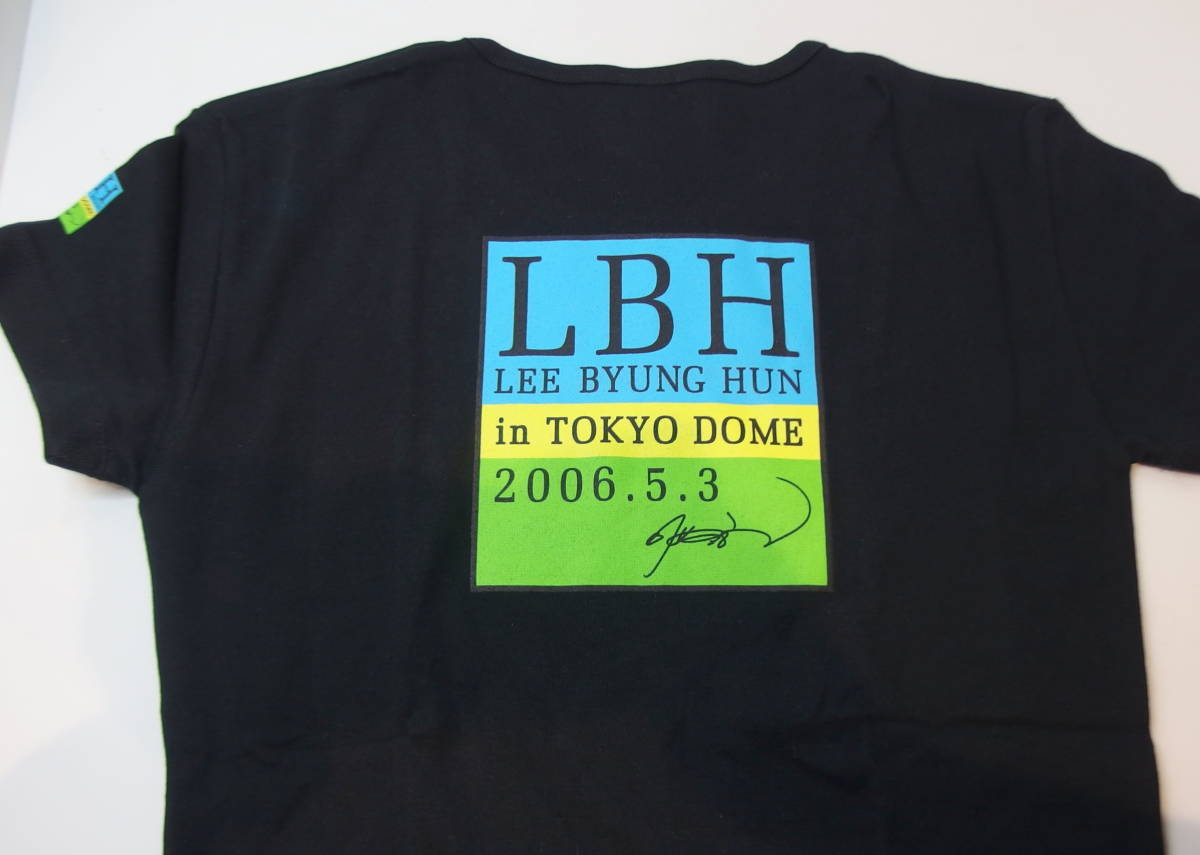 LBH
LEE BYUNG HUN
in TOKYO DOME
2006.5.3
H